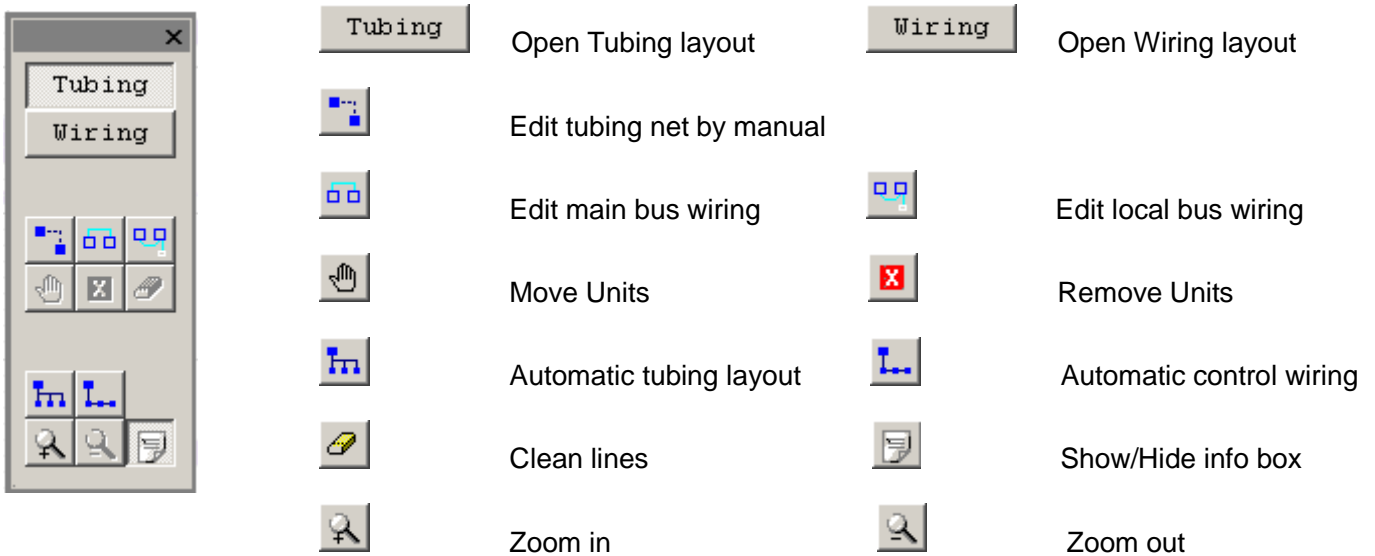 Tubing
Wiring
Tubing Open Tubing layout Wiring Open Wiring layout
Edit tubing net by manual
Edit main bus wiring Edit local bus wiring
Move Units Remove Units
Automatic tubing layout Automatic control wiring
Clean lines Show/Hide info box
Zoom in Zoom out